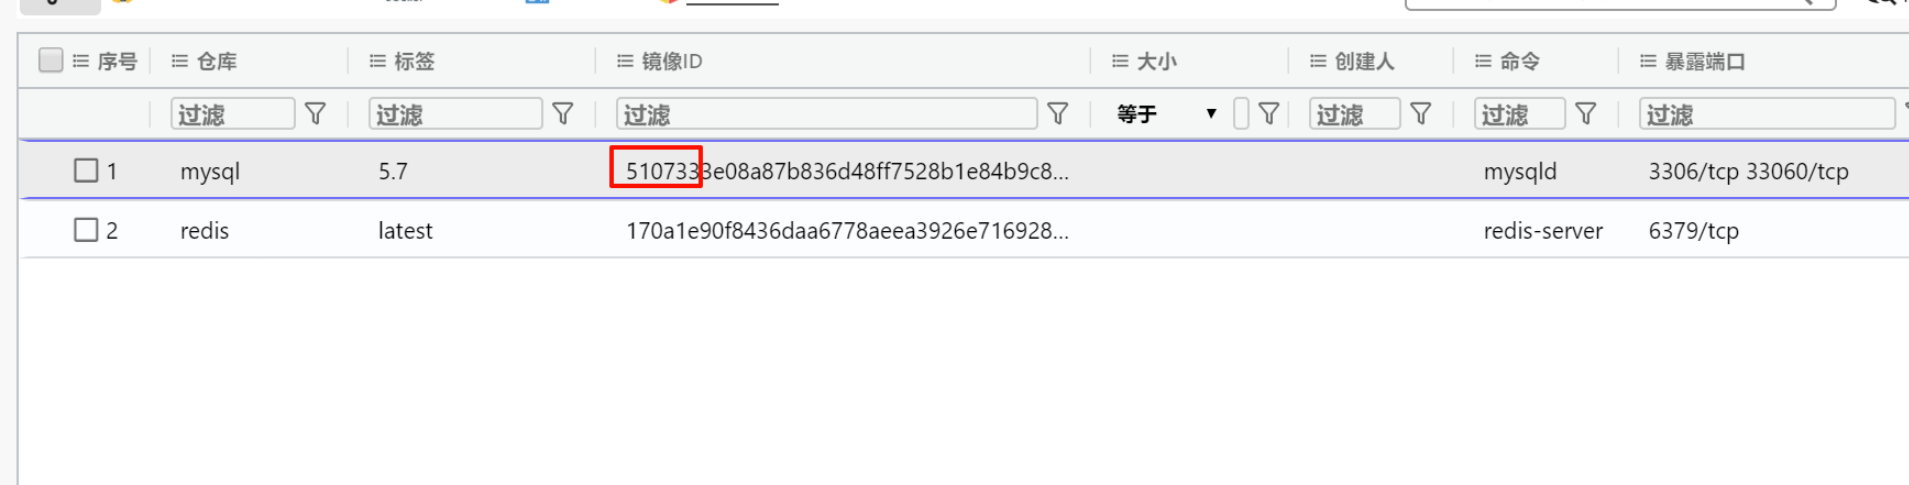 序号 仓库 标签 镜像ID 大小 创建人 命令 暴露端口
过滤 过滤 过滤 等于 过滤 过滤 过滤
1 mysql 5.7 5107333e08a87b836d48ff7528b1e84b9c8... mysqld 3306/tcp 33060/tcp
2 redis latest 170a1e90f8436daa6778aeea3926e716928... redis-server 6379/tcp